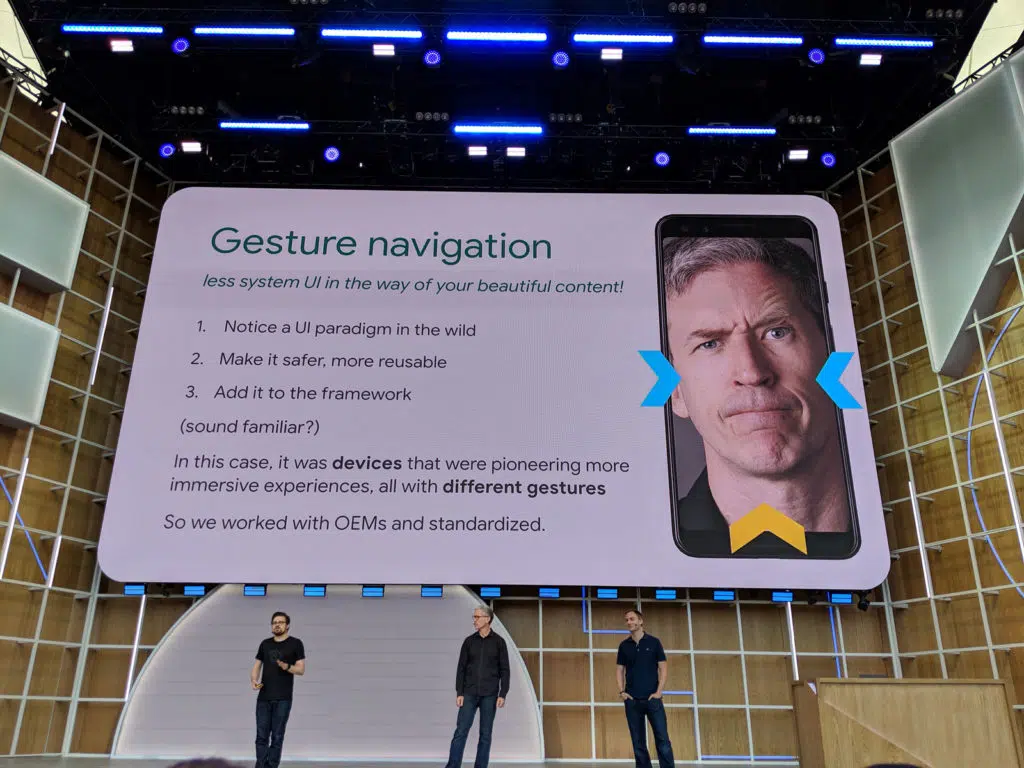 Gesture navigation
less system UI in the way of your beautiful content!
1. Notice a UI paradigm in the wild
2. Make it safer, more reusable
3. Add it to the framework
(sound familiar?)
In this case, it was devices that were pioneering more
immersive experiences, all with different gestures
So we worked with OEMs and standardized.